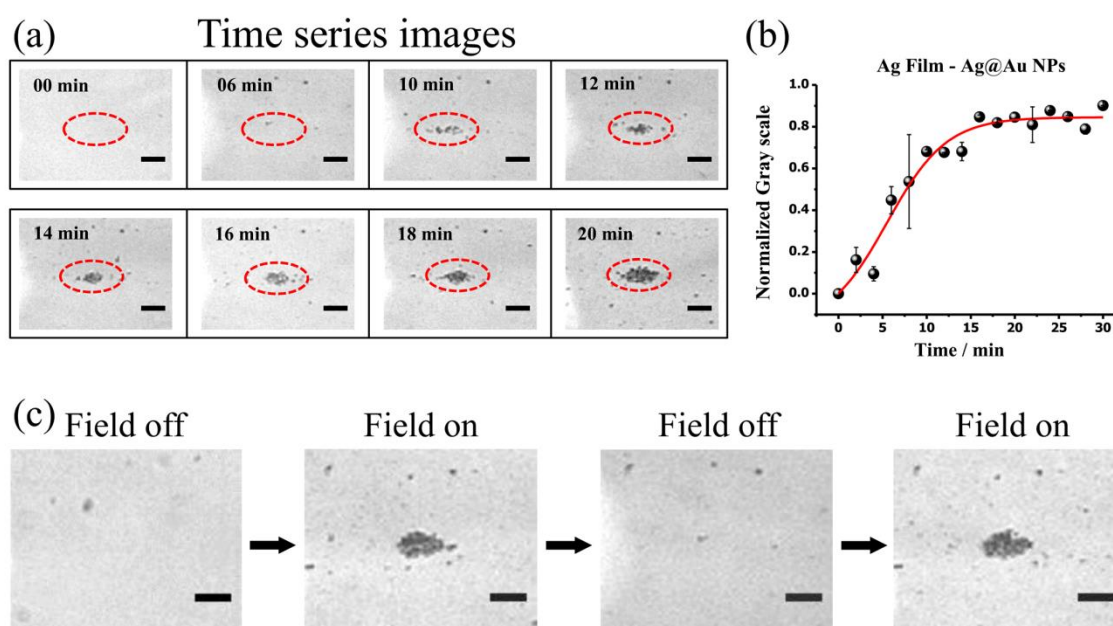 (a)
Time series images
00 min
06 min
10 min
12 min
14 min
16 min
18 min
20 min
(b)
Ag Film - Ag@Au NPs
Normalized Gray scale
1.0
0.8
0.6
0.4
0.2
0.0
0
5
10
15
20
25
30
Time / min
(c)
Field off
Field on
Field off
Field on